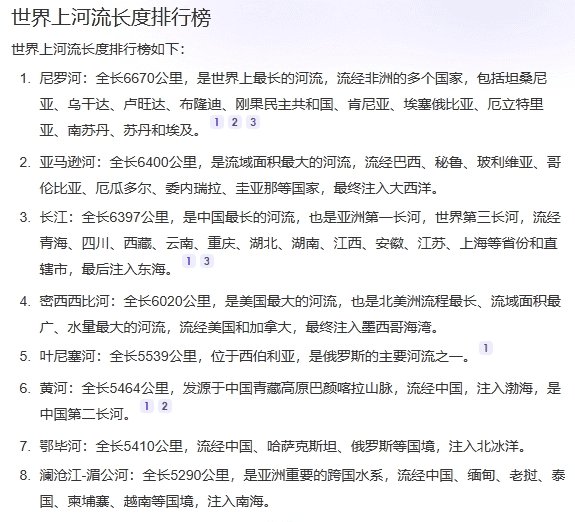 世界上河流长度排行榜
世界上河流长度排行榜如下：
1. 尼罗河：全长6670公里，是世界上最长的河流，流经非洲的多个国家，包括坦桑尼
亚、乌干达、卢旺达、布隆迪、刚果民主共和国、肯尼亚、埃塞俄比亚、厄立特里
亚、南苏丹、苏丹和埃及。 1 2 3
2. 亚马逊河：全长6400公里，是流域面积最大的河流，流经巴西、秘鲁、玻利维亚、哥
伦比亚、厄瓜多尔、委内瑞拉、圭亚那等国家，最终注入大西洋。
3. 长江：全长6397公里，是中国最长的河流，也是亚洲第一长河，世界第三长河，流经
青海、四川、西藏、云南、重庆、湖北、湖南、江西、安徽、江苏、上海等省份和直
辖市，最后注入东海。 1 3
4. 密西西比河：全长6020公里，是美国最大的河流，也是北美洲流程最长、流域面积最
广、水量最大的河流，流经美国和加拿大，最终注入墨西哥海湾。
5. 叶尼塞河：全长5539公里，位于西伯利亚，是俄罗斯的主要河流之一。 1
6. 黄河：全长5464公里，发源于中国青藏高原巴颜喀拉山脉，流经中国，注入渤海，是
中国第二长河。 1 2
7. 鄂毕河：全长5410公里，流经中国、哈萨克斯坦、俄罗斯等国境，注入北冰洋。
8. 澜沧江-湄公河：全长5290公里，是亚洲重要的跨国水系，流经中国、缅甸、老挝、泰
国、柬埔寨、越南等国境，注入南海。